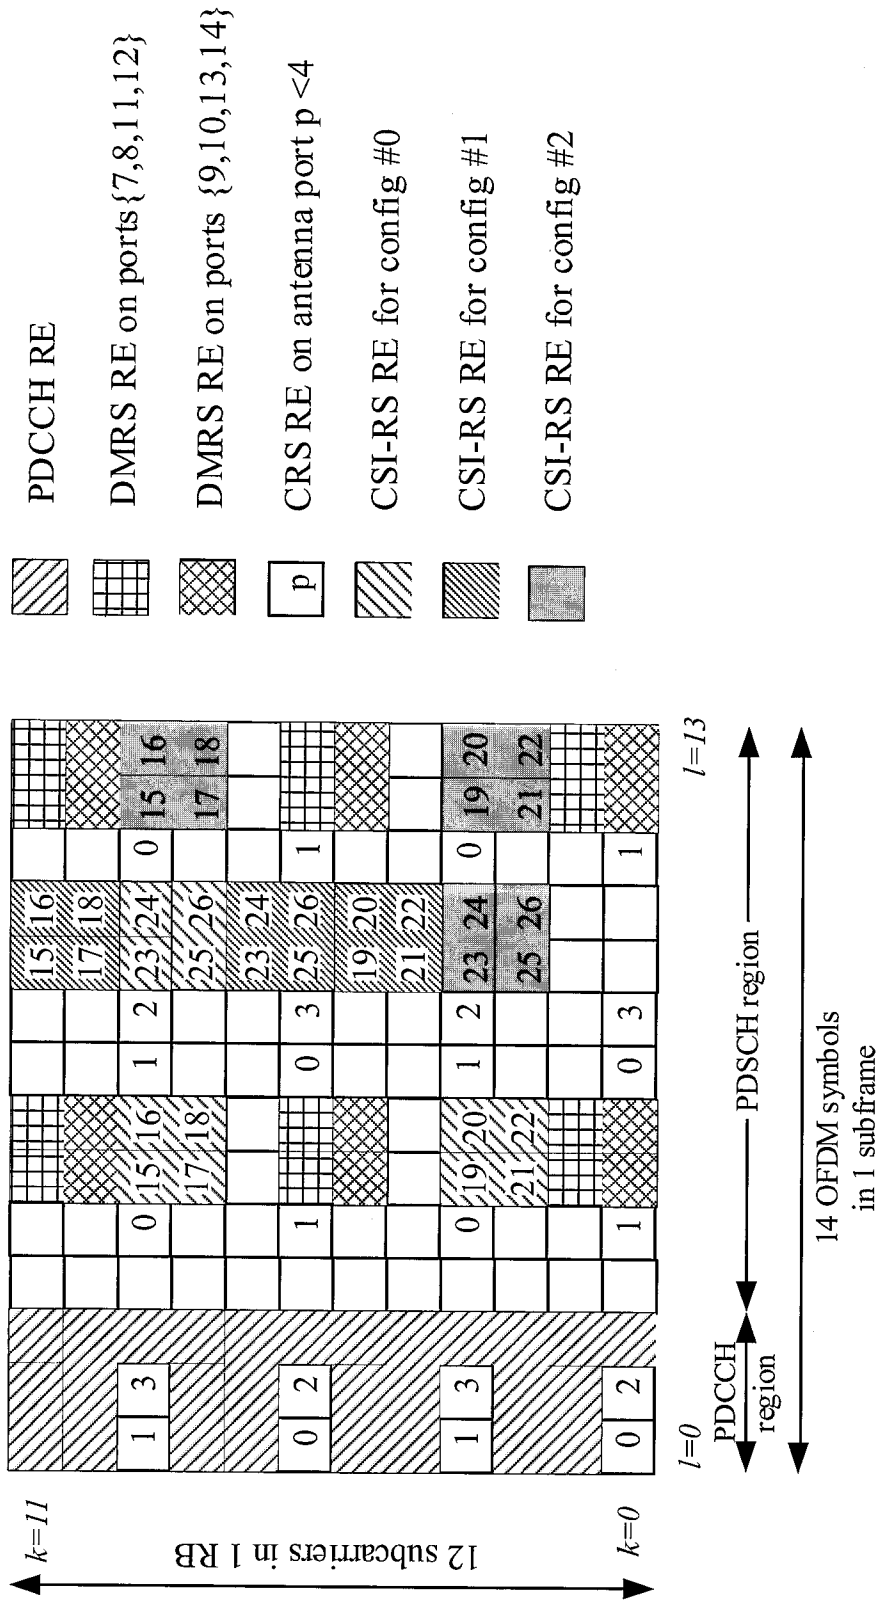 k=11
12 subcarriers in 1 RB
k=0
15 16
17 18
1 3 0 15 16 1 2 23 24 0 15 16
17 18 25 26 17 18
23 24
0 2 1 0 3 25 26 1
19 20
21 22
1 3 0 19 20 1 2 23 24 0 19 20
21 22 25 26 21 22
0 2 1 0 3 1
l=0
l=13
PDCCH
region
PDSCH region
14 OFDM symbols
in 1 subframe
PDCCH RE
DMRS RE on ports{7,8,11,12}
DMRS RE on ports {9,10,13,14}
p
CRS RE on antenna port p <4
CSI-RS RE for config #0
CSI-RS RE for config #1
CSI-RS RE for config #2